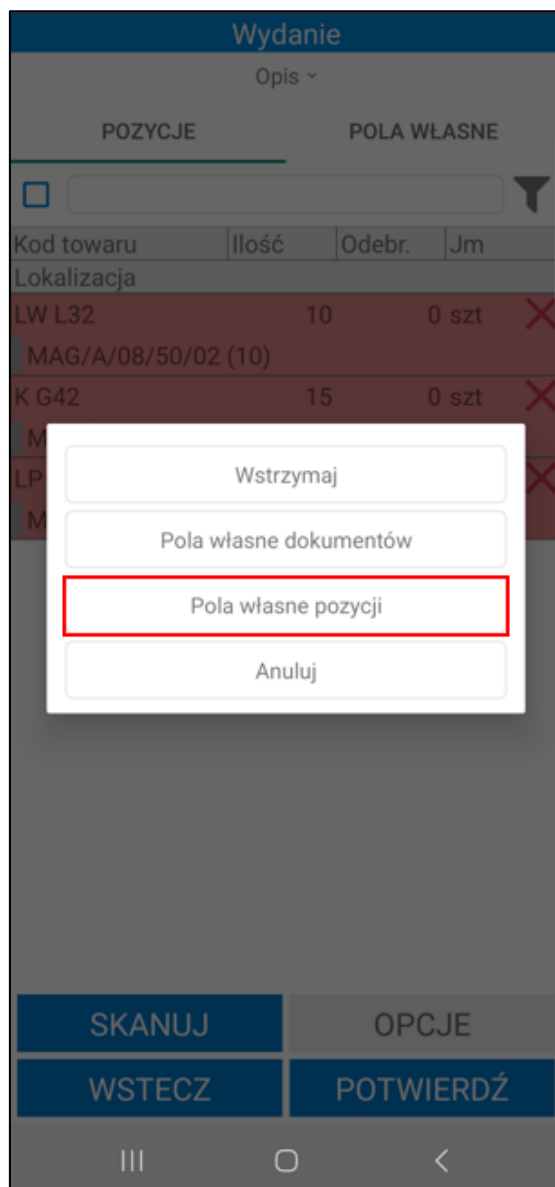 Wydanie
Opis
POZYCJE POLA WŁASNE
Kod towaru Ilość Odebr. Jm
Lokalizacja
LW L32 10 0 szt
MAG/A/08/50/02 (10)
K G42 15 0 szt
M
LP
M
Wstrzymaj
Pola własne dokumentów
Pola własne pozycji
Anuluj
SKANUJ OPCJE
WSTECZ POTWIERDŹ